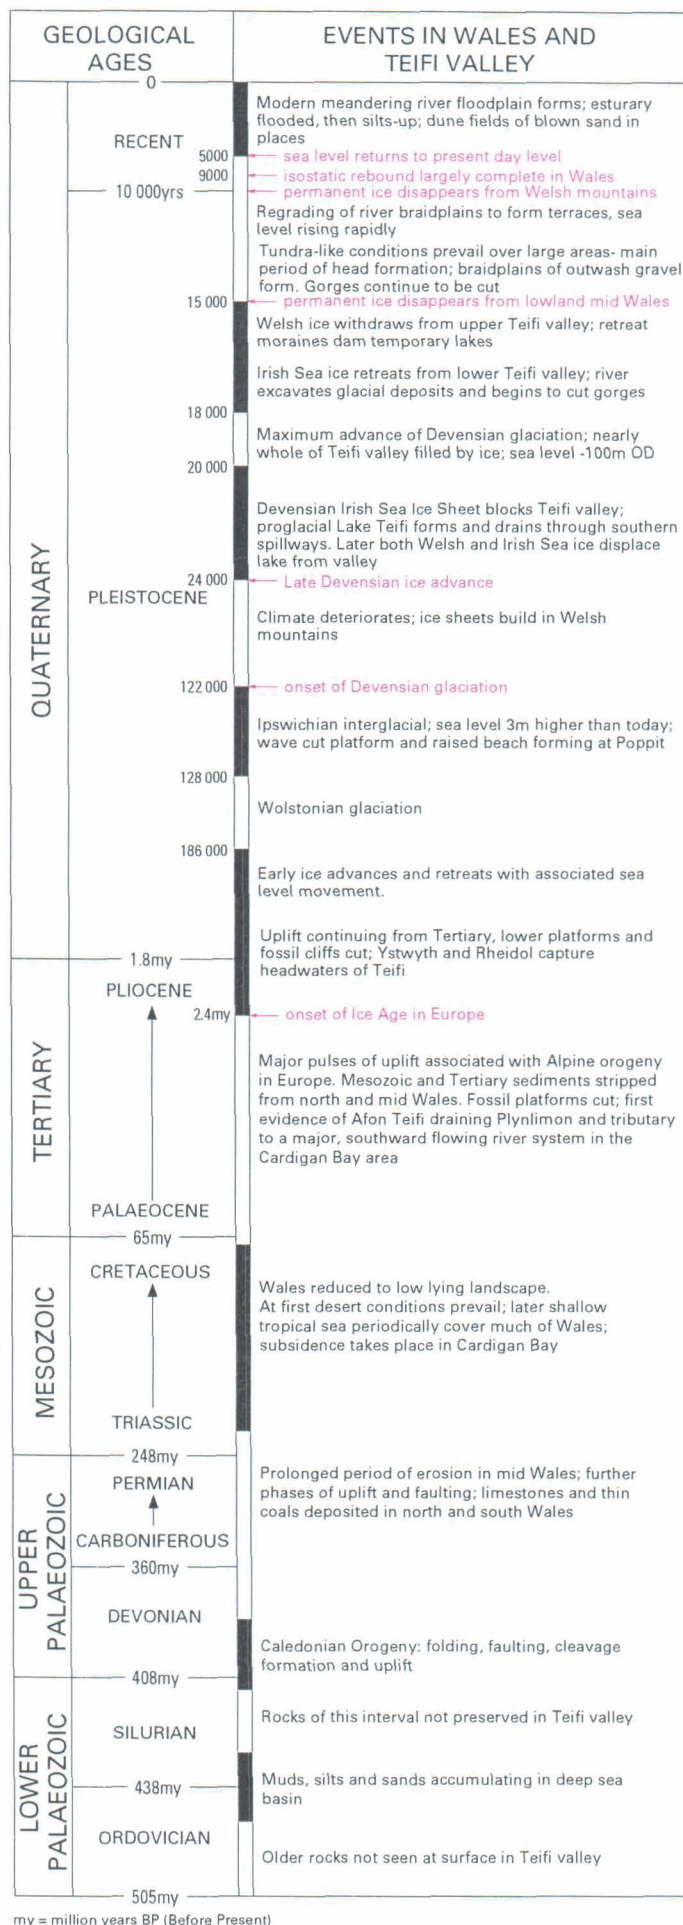 GEOLOGICAL
AGES
EVENTS IN WALES AND
TEIFI VALLEY
0
Modern meandering river floodplain forms; esturary
flooded, then silts-up; dune fields of blown sand in
places
RECENT
5000
sea level returns to present day level
9000
isostatic rebound largely complete in Wales
10 000yrs
permanent ice disappears from Welsh mountains
Regrading of river braidplains to form terraces, sea
level rising rapidly
Tundra-like conditions prevail over large areas- main
period of head formation; braidplains of outwash gravel
form. Gorges continue to be cut
15 000
permanent ice disappears from lowland mid Wales
Welsh ice withdraws from upper Teifi valley; retreat
moraines dam temporary lakes
Irish Sea ice retreats from lower Teifi valley; river
excavates glacial deposits and begins to cut gorges
18 000
Maximum advance of Devensian glaciation; nearly
whole of Teifi valley filled by ice; sea level -100m OD
20 000
Devensian Irish Sea Ice Sheet blocks Teifi valley;
proglacial Lake Teifi forms and drains through southern
spillways. Later both Welsh and Irish Sea ice displace
lake from valley
24 000
Late Devensian ice advance
QUATERNARY
PLEISTOCENE
Climate deteriorates; ice sheets build in Welsh
mountains
122 000
onset of Devensian glaciation
Ipswichian interglacial; sea level 3m higher than today;
wave cut platform and raised beach forming at Poppit
128 000
Wolstonian glaciation
186 000
Early ice advances and retreats with associated sea
level movement.
Uplift continuing from Tertiary, lower platforms and
fossil cliffs cut; Ystwyth and Rheidol capture
headwaters of Teifi
1.8my
PLIOCENE
2.4my
onset of Ice Age in Europe
TERTIARY
Major pulses of uplift associated with Alpine orogeny
in Europe. Mesozoic and Tertiary sediments stripped
from north and mid Wales. Fossil platforms cut; first
evidence of Afon Teifi draining Plynlimon and tributary
to a major, southward flowing river system in the
Cardigan Bay area
PALAEOCENE
65my
CRETACEOUS
MESOZOIC
Wales reduced to low lying landscape.
At first desert conditions prevail; later shallow
tropical sea periodically cover much of Wales;
subsidence takes place in Cardigan Bay
TRIASSIC
248my
PERMIAN
Prolonged period of erosion in mid Wales; further
phases of uplift and faulting; limestones and thin
coals deposited in north and south Wales
CARBONIFEROUS
360my
UPPER
PALAEOZOIC
DEVONIAN
Caledonian Orogeny: folding, faulting, cleavage
formation and uplift
408my
Rocks of this interval not preserved in Teifi valley
SILURIAN
LOWER
PALAEOZOIC
438my
Muds, silts and sands accumulating in deep sea
basin
ORDOVICIAN
Older rocks not seen at surface in Teifi valley
505my
my = million years BP (Before Present)